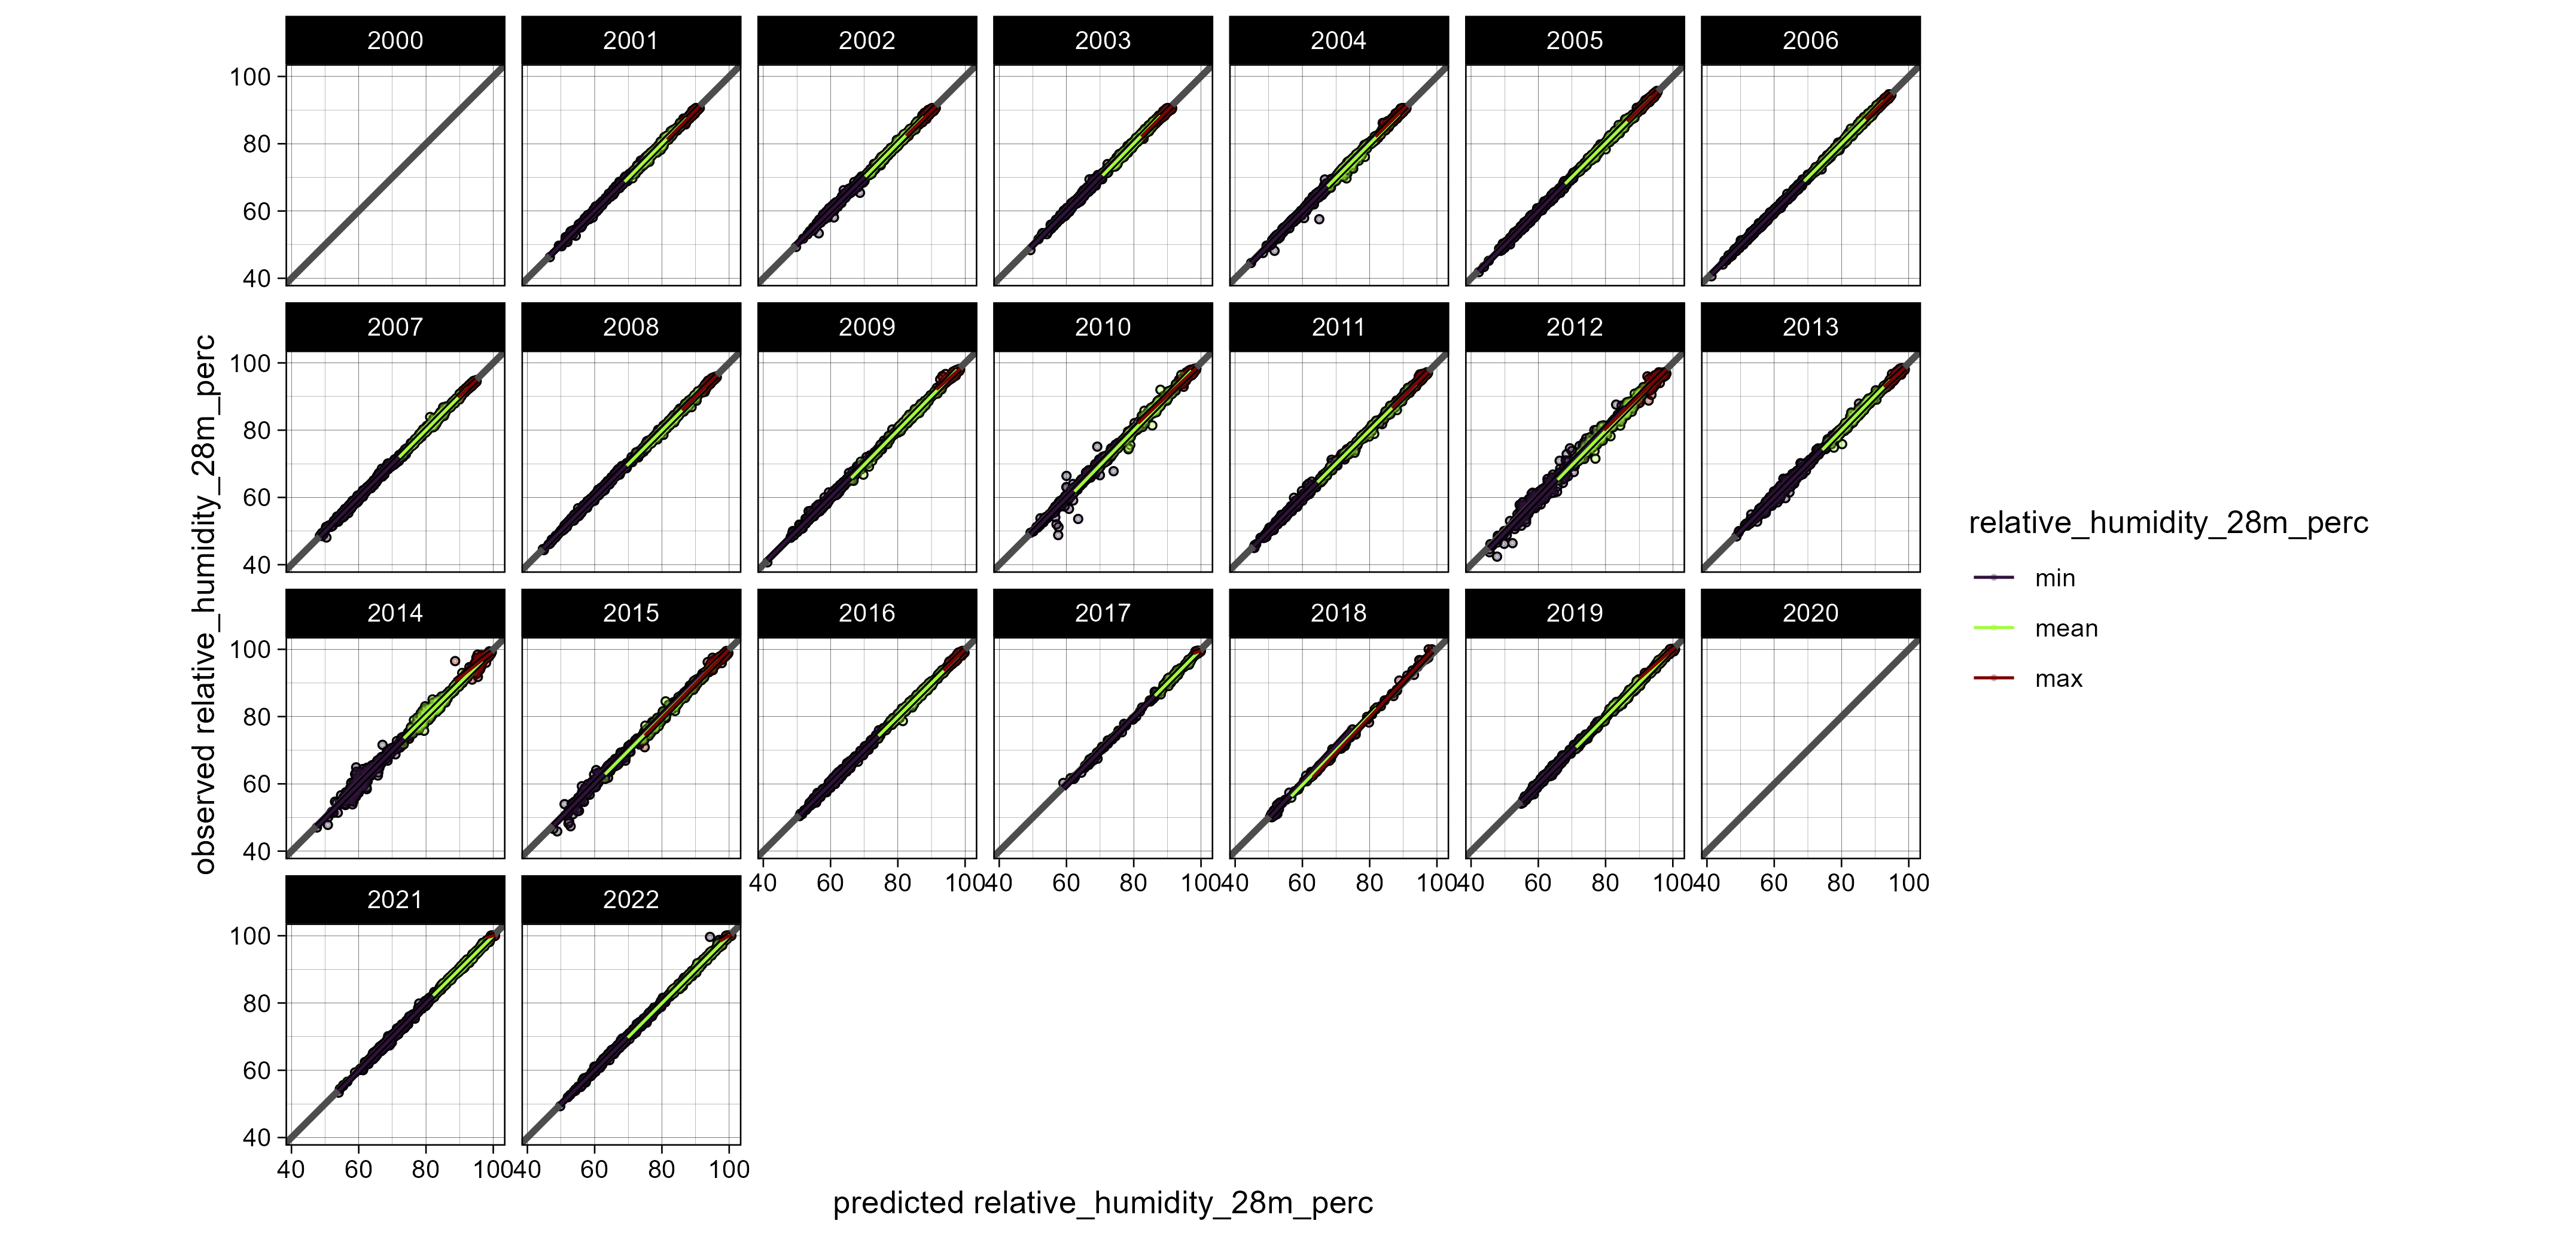 2000 2001 2002 2003 2004 2005 2006
100
80
60
40
2007 2008 2009 2010 2011 2012 2013
100
80
60
40
observed relative_humidity_28m_perc
relative_humidity_28m_perc
min
mean
max
2014 2015 2016 2017 2018 2019 2020
100
80
60
40
40 60 80 100 40 60 80 100 40 60 80 100 40 60 80 100 40 60 80 100
2021 2022
100
80
60
40
40 60 80 100 40 60 80 100
predicted relative_humidity_28m_perc